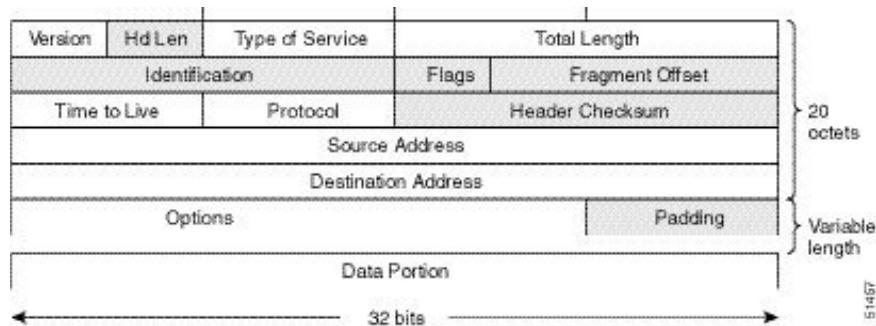 Version Hd Len Type of Service Total Length
Identification Flags Fragment Offset
Time to Live Protocol Header Checksum
20
octets
Source Address
Destination Address
Options Padding
Variable
length
Data Portion
32 bits
51457